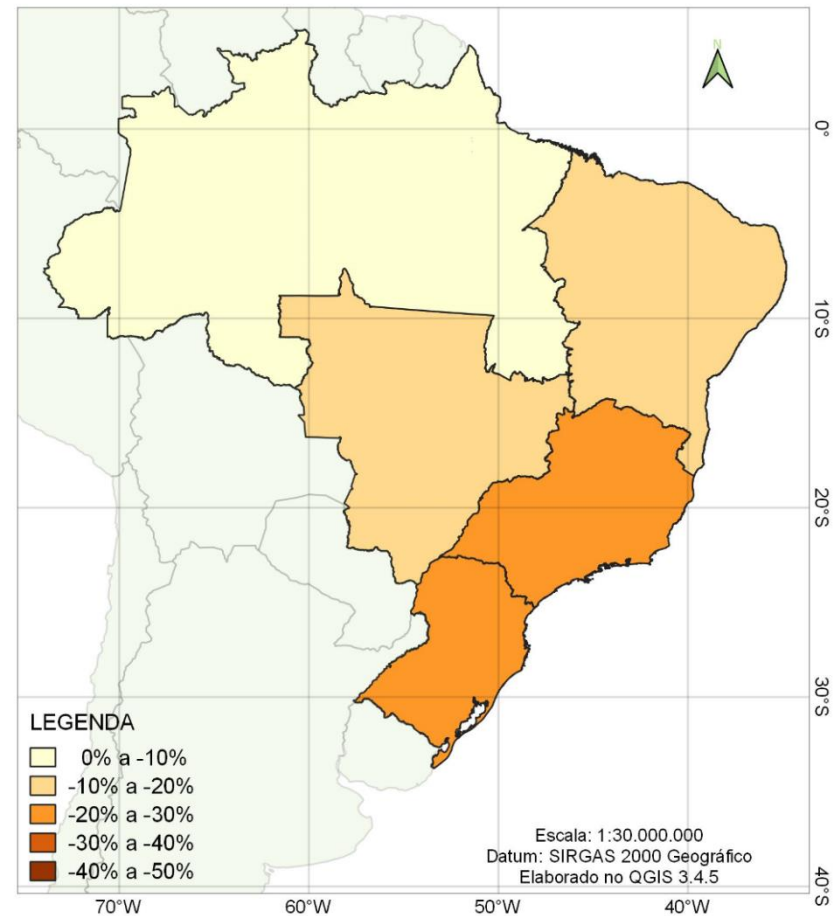 N
0°
10°S
20°S
30°S
40°S
LEGENDA
0% a -10%
-10% a -20%
-20% a -30%
-30% a -40%
-40% a -50%
Escala: 1:30.000.000
Datum: SIRGAS 2000 Geográfico
Elaborado no QGIS 3.4.5
70°W 60°W 50°W 40°W